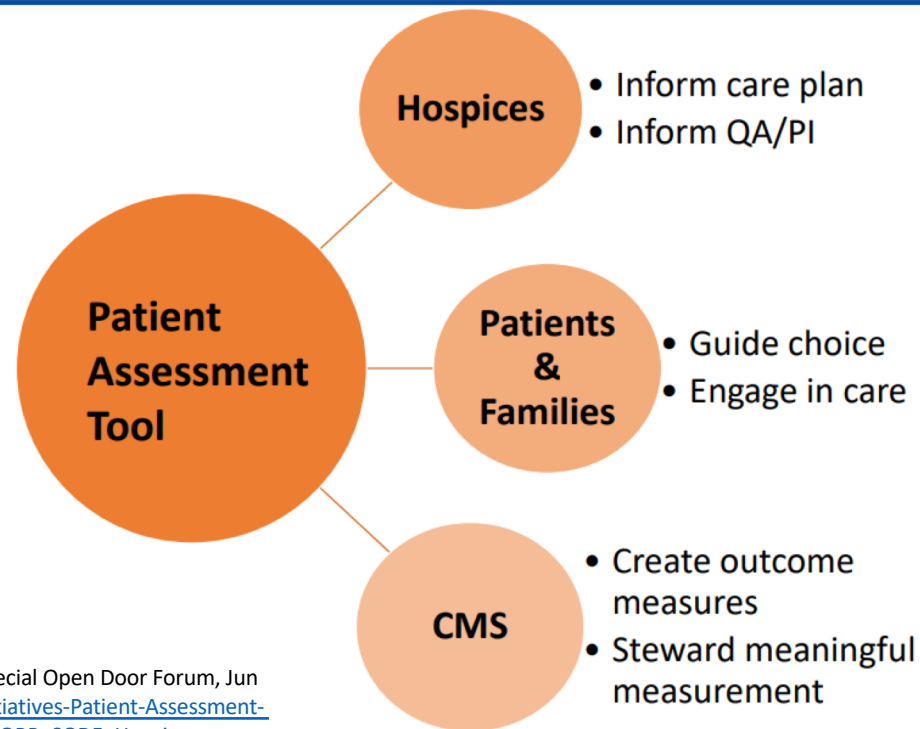 Hospices
• Inform care plan
• Inform QA/PI
Patient
Assessment
Tool
Patients
&
Families
• Guide choice
• Engage in care
CMS
• Create outcome
measures
• Steward meaningful
measurement
ecial Open Door Forum, Jun
tiatives-Patient-Assessment-